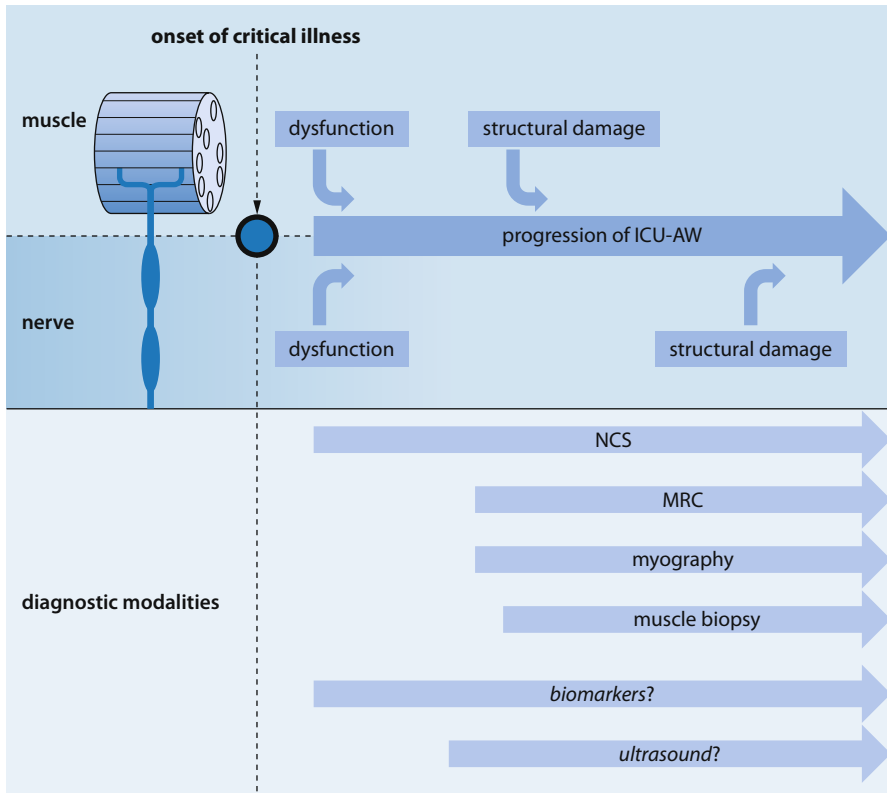 onset of critical illness
muscle
dysfunction
structural damage
progression of ICU-AW
nerve
dysfunction
structural damage
NCS
MRC
myography
diagnostic modalities
muscle biopsy
biomarkers?
ultrasound?